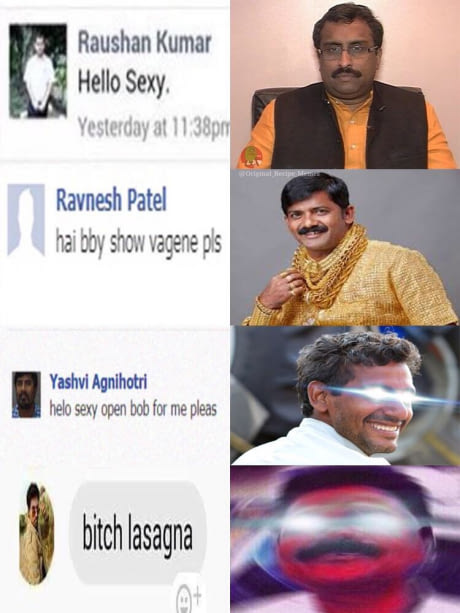 Raushan Kumar
Hello Sexy.
Yesterday at 11:38pm
@Original_Recipe_Memes
Ravnesh Patel
hai bby show vagene pls
Yashvi Agnihotri
helo sexy open bob for me pleas
bitch lasagna